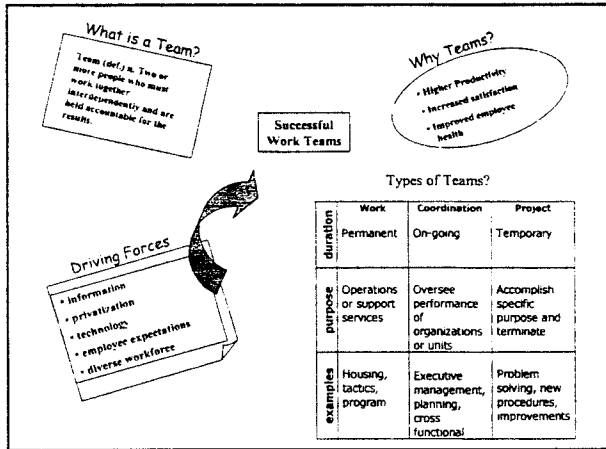 What is a Team?
Team (def.) n. Two or
more people who must
work together
interdependently and are
held accountable for the
results.
Why Teams?
• Higher Productivity
• Increased satisfaction
• Improved employee
health
Successful
Work Teams
Driving Forces
• information
• privatization
• technology
• employee expectations
• diverse workforce
Types of Teams?
Work Coordination Project
duration
Permanent On-going Temporary
purpose
Operations
or support
services
Oversee
performance
of
organizations
or units
Accomplish
specific
purpose and
terminate
examples
Housing,
tactics,
program
Executive
management,
planning,
cross
functional
Problem
solving, new
procedures,
improvements